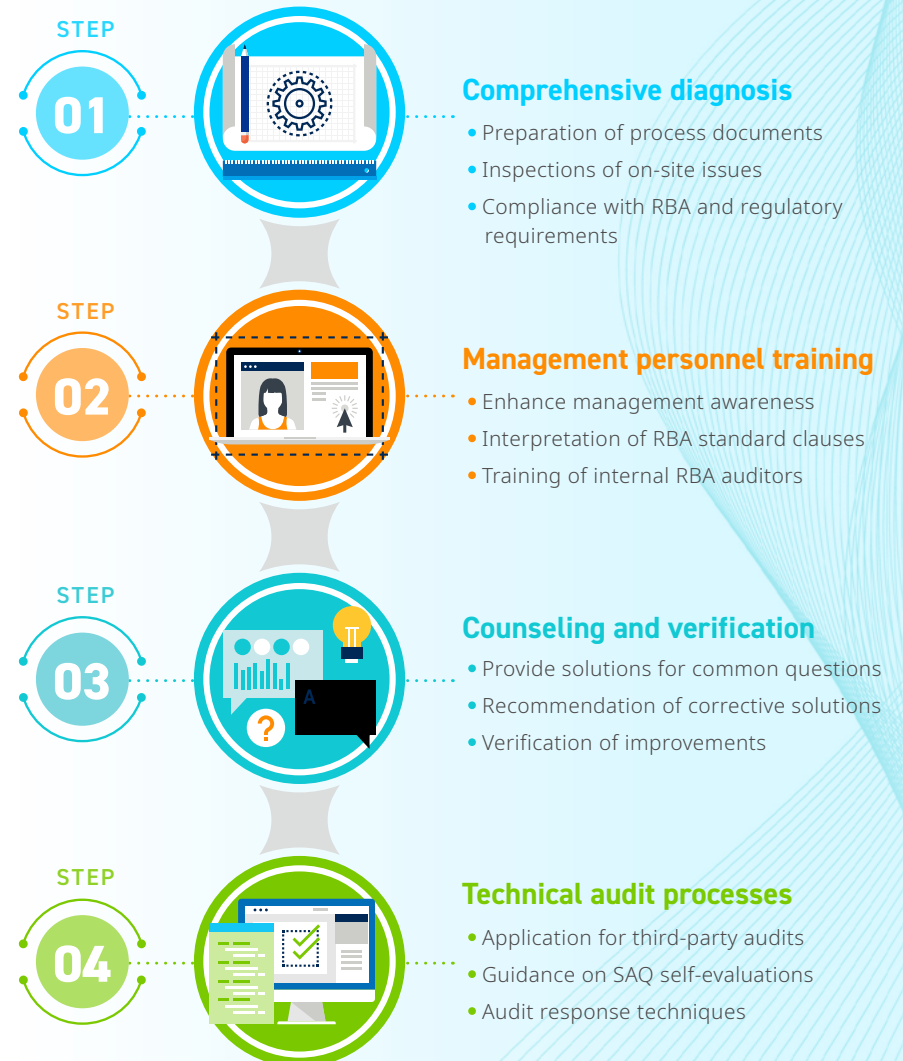 STEP
01
Comprehensive diagnosis
• Preparation of process documents
• Inspections of on-site issues
• Compliance with RBA and regulatory
requirements
STEP
02
Management personnel training
• Enhance management awareness
• Interpretation of RBA standard clauses
• Training of internal RBA auditors
STEP
03
?
A
Counseling and verification
• Provide solutions for common questions
• Recommendation of corrective solutions
• Verification of improvements
STEP
04
Technical audit processes
• Application for third-party audits
• Guidance on SAQ self-evaluations
• Audit response techniques